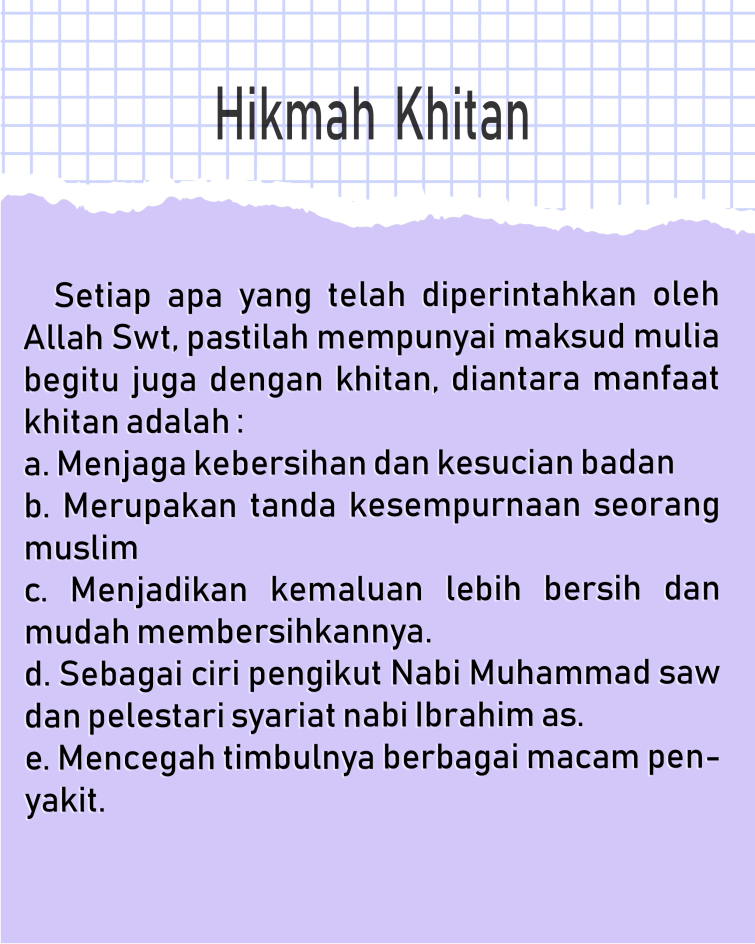 Hikmah Khitan
Setiap apa yang telah diperintahkan oleh
Allah Swt, pastilah mempunyai maksud mulia
begitu juga dengan khitan, diantara manfaat
khitan adalah :
a. Menjaga kebersihan dan kesucian badan
b. Merupakan tanda kesempurnaan seorang
muslim
c. Menjadikan kemaluan lebih bersih dan
mudah membersihkannya.
d. Sebagai ciri pengikut Nabi Muhammad saw
dan pelestari syariat nabi Ibrahim as.
e. Mencegah timbulnya berbagai macam pen-
yakit.